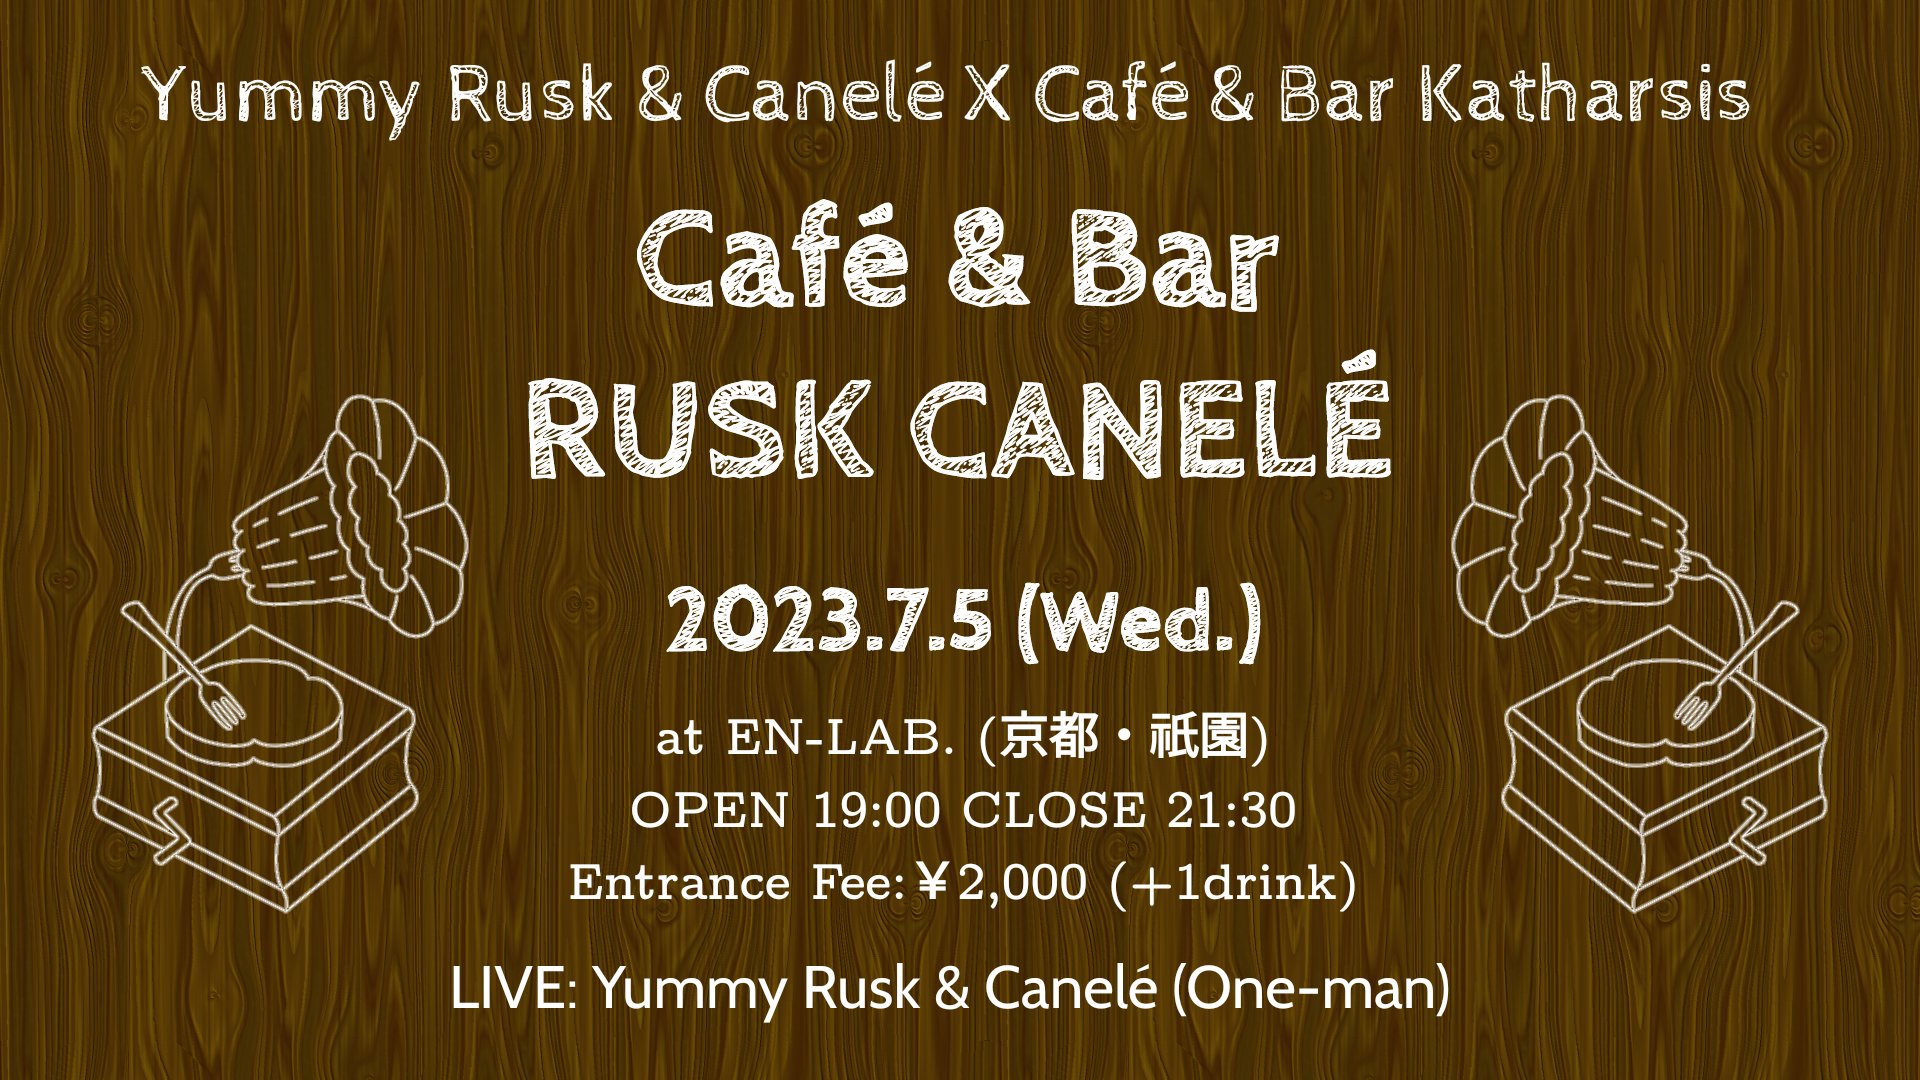 Yummy Rusk & Canelé X Café & Bar Katharsis
Café & Bar
RUSK CANELÉ
2023.7.5 (Wed.)
at EN-LAB. (京都・祇園)
OPEN 19:00 CLOSE 21:30
Entrance Fee:￥2,000 (+1drink)
LIVE: Yummy Rusk & Canelé (One-man)